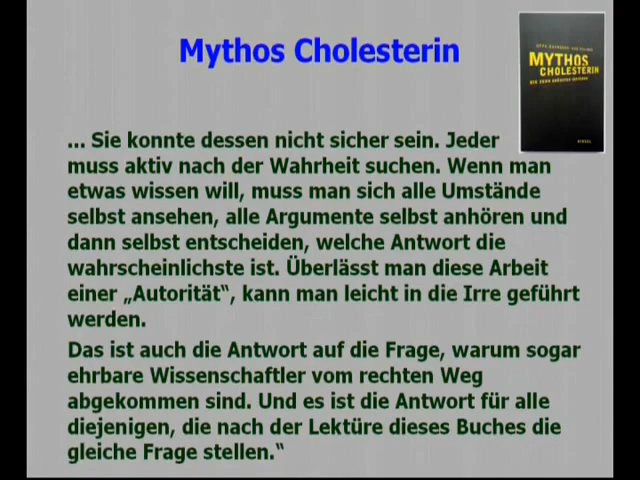 Mythos Cholesterin
MYTHOS
CHOLESTERIN
... Sie konnte dessen nicht sicher sein. Jeder
muss aktiv nach der Wahrheit suchen. Wenn man
etwas wissen will, muss man sich alle Umstände
selbst ansehen, alle Argumente selbst anhören und
dann selbst entscheiden, welche Antwort die
wahrscheinlichste ist. Überlässt man diese Arbeit
einer „Autorität“, kann man leicht in die Irre geführt
werden.
Das ist auch die Antwort auf die Frage, warum sogar
ehrbare Wissenschaftler vom rechten Weg
abgekommen sind. Und es ist die Antwort für alle
diejenigen, die nach der Lektüre dieses Buches die
gleiche Frage stellen.“